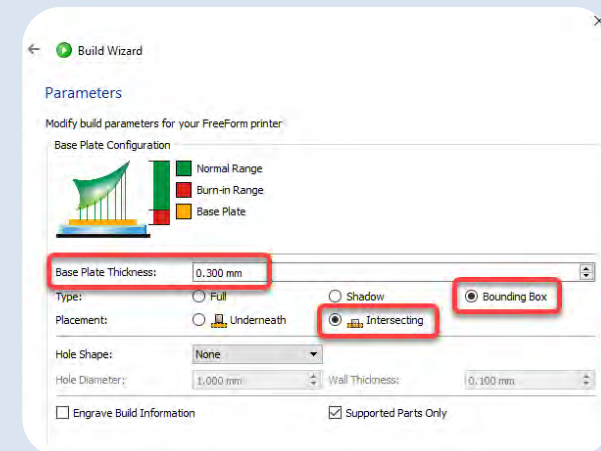 Build Wizard
Parameters
Modify build parameters for your FreeForm printer
Base Plate Configuration
Normal Range
Burn-in Range
Base Plate
Base Plate Thickness: 0.300 mm
Type: Full Shadow Bounding Box
Placement: Underneath Intersecting
Hole Shape: None
Hole Diameter: 1.000 mm Wall Thickness: 0.100 mm
Engrave Build Information Supported Parts Only